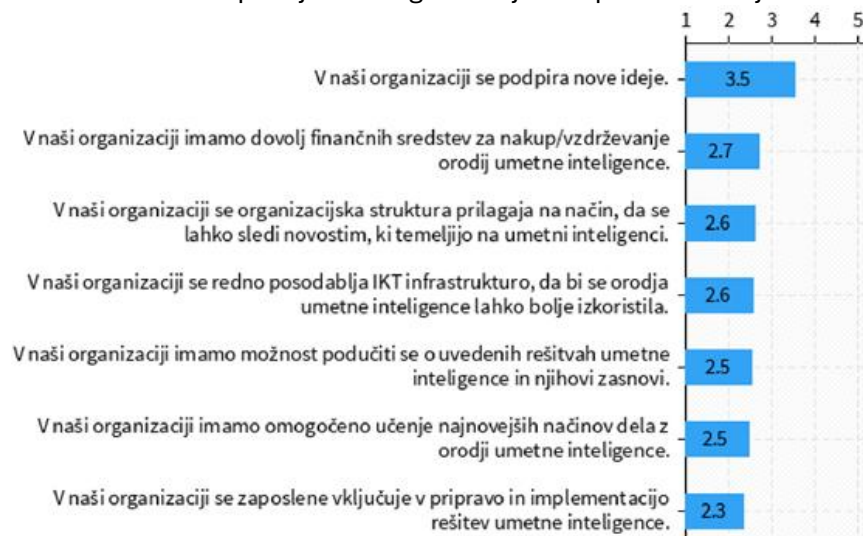 1 2 3 4 5
V naši organizaciji se podpira nove ideje.
3.5
V naši organizaciji imamo dovolj finančnih sredstev za nakup/vzdrževanje
orodij umetne inteligence.
2.7
V naši organizaciji se organizacijska struktura prilagaja na način, da se
lahko sledi novostim, ki temeljijo na umetni inteligenci.
2.6
V naši organizaciji se redno posodablja IKT infrastrukturo, da bi se orodja
umetne inteligence lahko bolje izkoristila.
2.6
V naši organizaciji imamo možnost podučiti se o uvedenih rešitvah umetne
inteligence in njihovi zasnovi.
2.5
V naši organizaciji imamo omogočeno učenje najnovejših načinov dela z
orodji umetne inteligence.
2.5
V naši organizaciji se zaposlene vključuje v pripravo in implementacijo
rešitev umetne inteligence.
2.3